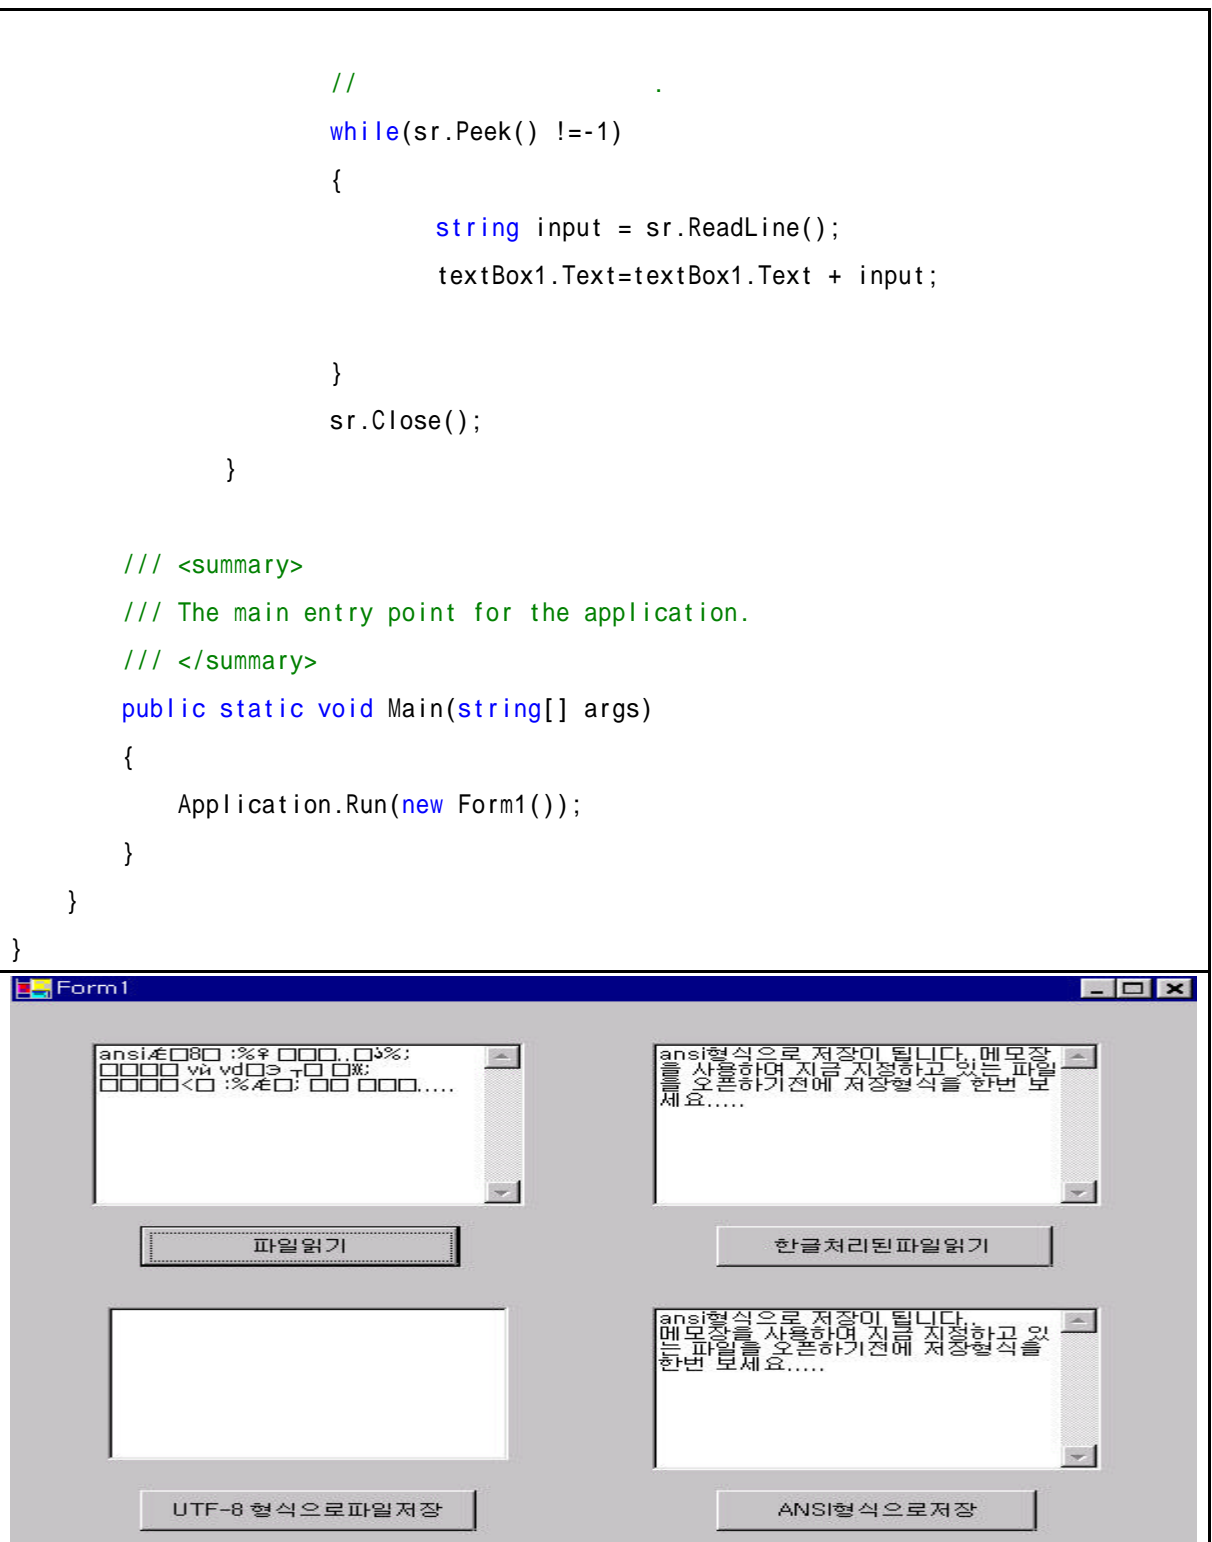 // .
while(sr.Peek() !=-1)
{
string input = sr.ReadLine();
textBox1.Text=textBox1.Text + input;
}
sr.Close();
}
/// <summary>
/// The main entry point for the application.
/// </summary>
public static void Main(string[] args)
{
Application.Run(new Form1());
}
}
}
Form1
ansiÆ□8□ :%♀ □□□..□%;
□□□□ vѝ vd□Э ┬□ □Ж;
□□□□<□ :%Æ□; □□ □□□.....
ansi형식으로 저장이 됩니다..메모장
을 사용하며 지금 지정하고 있는 파일
을 오픈하기전에 저장형식을 한번 보
세요.....
파일읽기
한글처리된파일읽기
ansi형식으로 저장이 됩니다..
메모장을 사용하여 지금 지정하고 있
는 파일을 오픈하기전에 저장형식을
한번 보세요.....
UTF-8 형식으로파일저장
ANSI형식으로저장